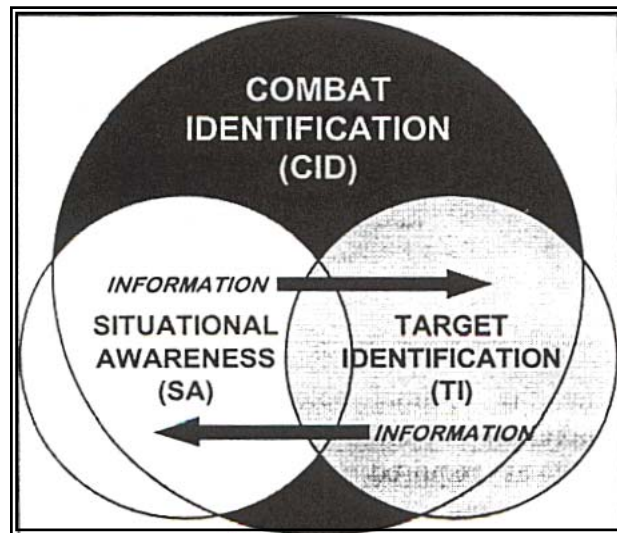 COMBAT
IDENTIFICATION
(CID)
INFORMATION
SITUATIONAL
AWARENESS
(SA)
TARGET
IDENTIFICATION
(TI)
INFORMATION